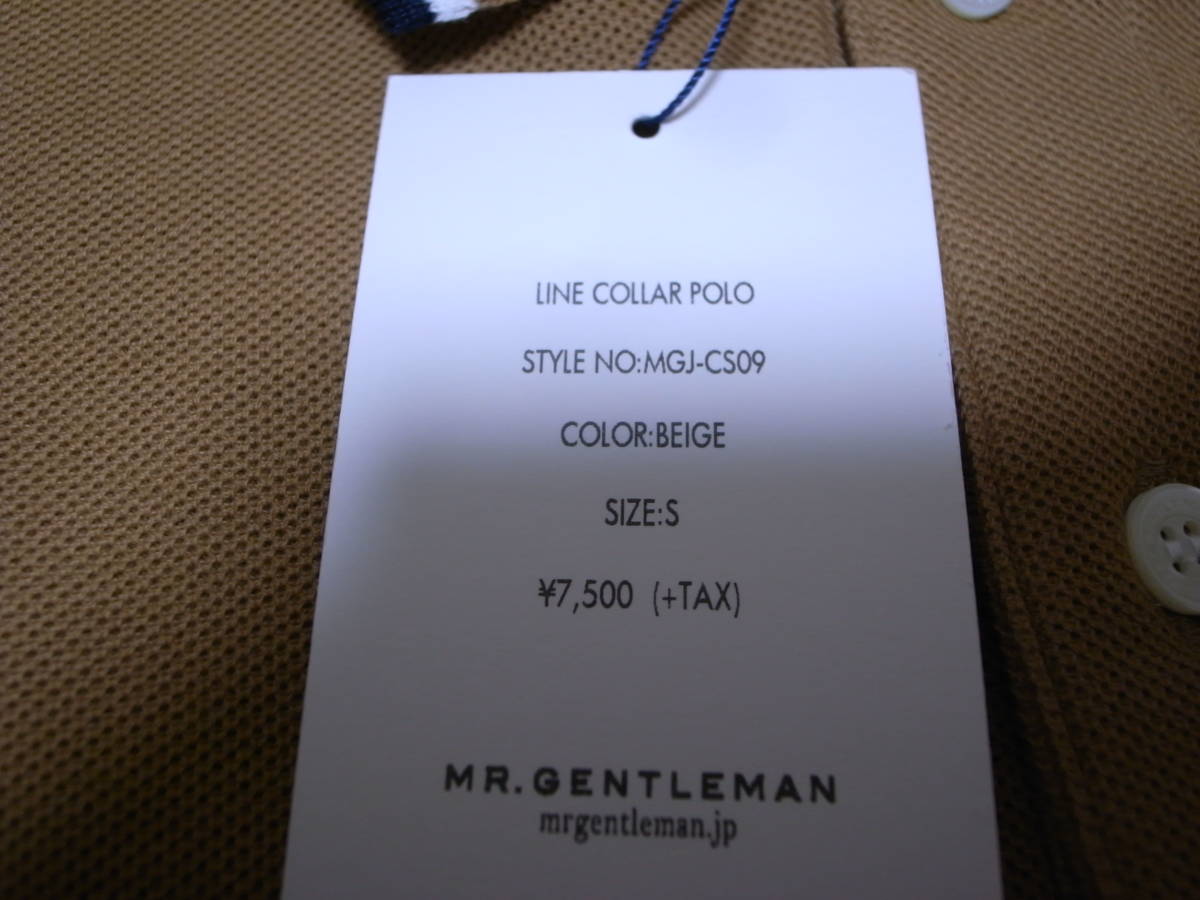 LINE COLLAR POLO
STYLE NO:MGJ-CS09
COLOR:BEIGE
SIZE:S
¥7,500 (+TAX)
MR.GENTLEMAN
mrgentleman.jp